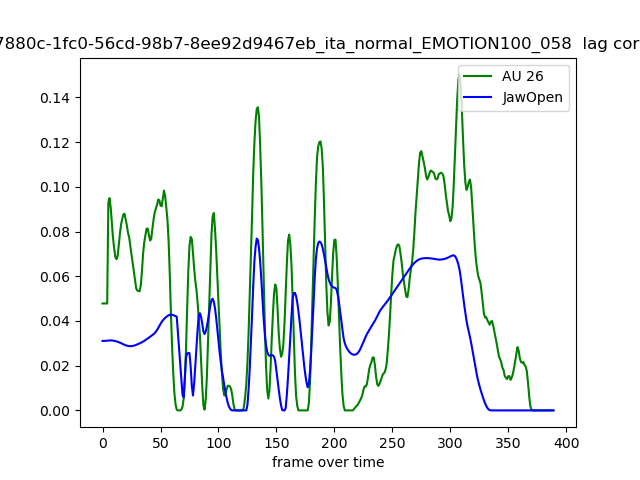 7880c-1fc0-56cd-98b7-8ee92d9467eb_ita_normal_EMOTION100_058 lag cor
AU 26
JawOpen
0.14
0.12
0.10
0.08
0.06
0.04
0.02
0.00
0 50 100 150 200 250 300 350 400
frame over time